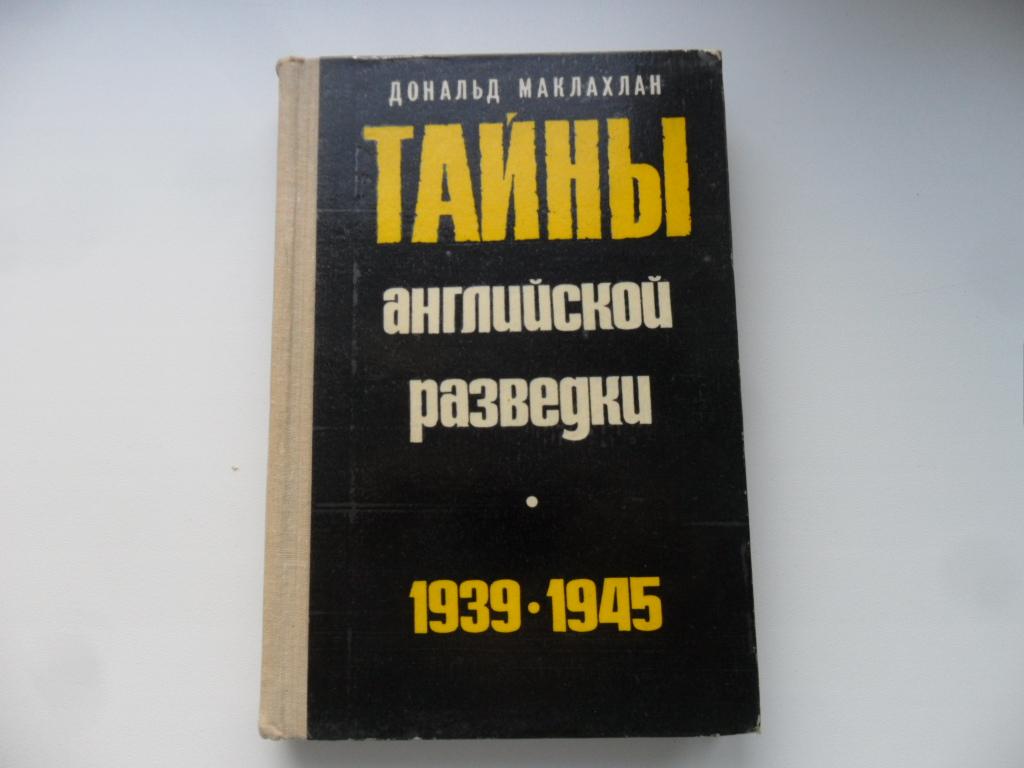 ДОНАЛЬД МАКЛАХЛАН
ТАЙНЫ
английской
разведки
•
1939·1945